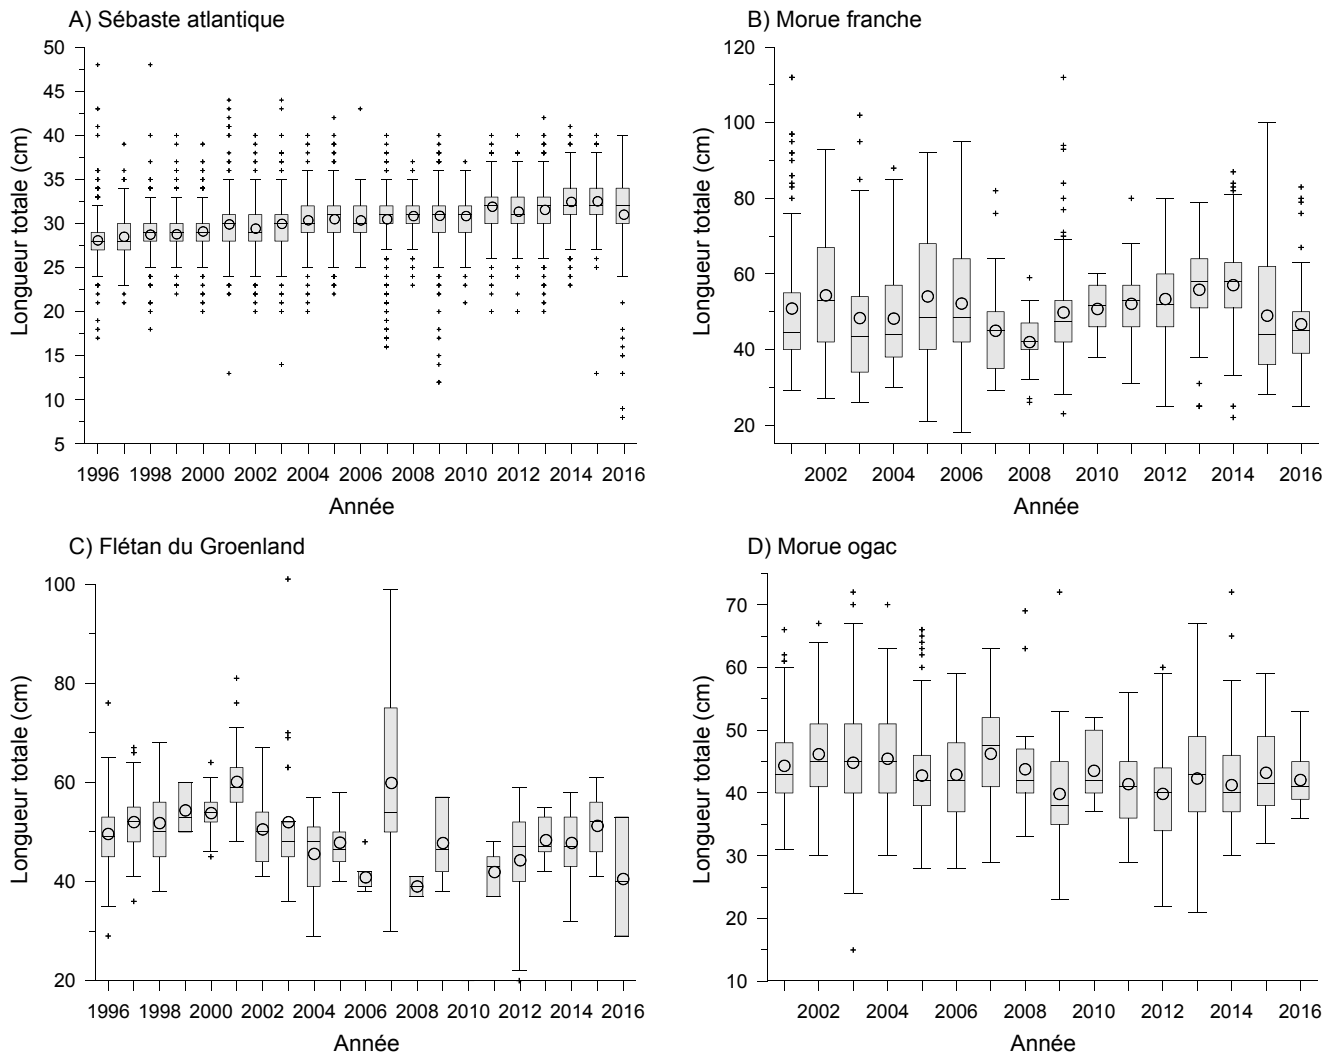 A) Sébaste atlantique
50
45
40
35
30
25
20
15
10
5
Longueur totale (cm)
1996 1998 2000 2002 2004 2006 2008 2010 2012 2014 2016
Année
B) Morue franche
120
100
80
60
40
20
Longueur totale (cm)
2002 2004 2006 2008 2010 2012 2014 2016
Année
C) Flétan du Groenland
100
80
60
40
20
Longueur totale (cm)
1996 1998 2000 2002 2004 2006 2008 2010 2012 2014 2016
Année
D) Morue ogac
70
60
50
40
30
20
10
Longueur totale (cm)
2002 2004 2006 2008 2010 2012 2014 2016
Année